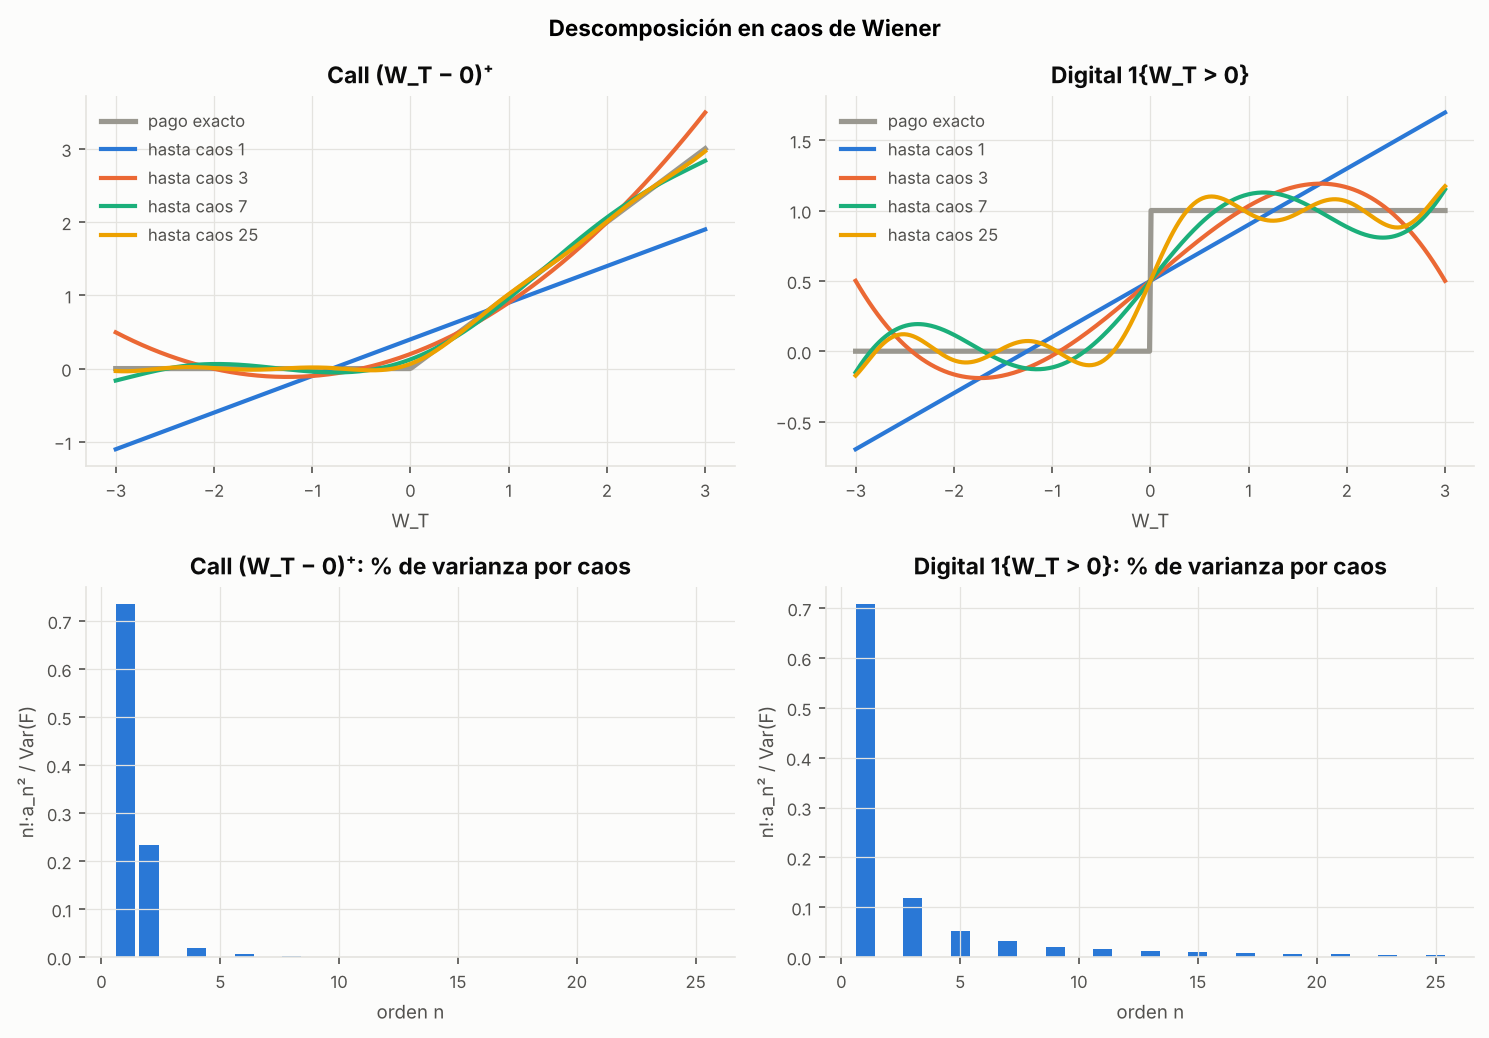 Descomposición en caos de Wiener
Call (W_T − 0)⁺
pago exacto
hasta caos 1
hasta caos 3
hasta caos 7
hasta caos 25
3
2
1
0
−1
−3 −2 −1 0 1 2 3
W_T
Digital 1{W_T > 0}
pago exacto
hasta caos 1
hasta caos 3
hasta caos 7
hasta caos 25
1.5
1.0
0.5
0.0
−0.5
−3 −2 −1 0 1 2 3
W_T
Call (W_T − 0)⁺: % de varianza por caos
n!·a_n² / Var(F)
0.7
0.6
0.5
0.4
0.3
0.2
0.1
0.0
0 5 10 15 20 25
orden n
Digital 1{W_T > 0}: % de varianza por caos
n!·a_n² / Var(F)
0.7
0.6
0.5
0.4
0.3
0.2
0.1
0.0
0 5 10 15 20 25
orden n